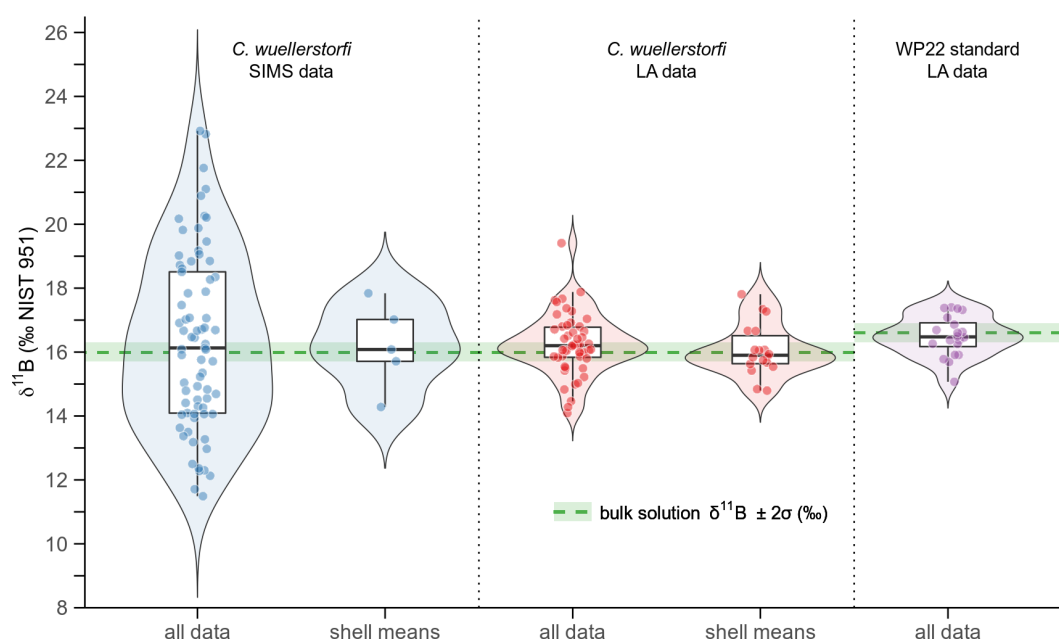 C. wuellerstorfi
SIMS data
C. wuellerstorfi
LA data
WP22 standard
LA data
δ¹¹B (‰ NIST 951)
26
24
22
20
18
16
14
12
10
8
bulk solution δ¹¹B ± 2σ (‰)
all data
shell means
all data
shell means
all data